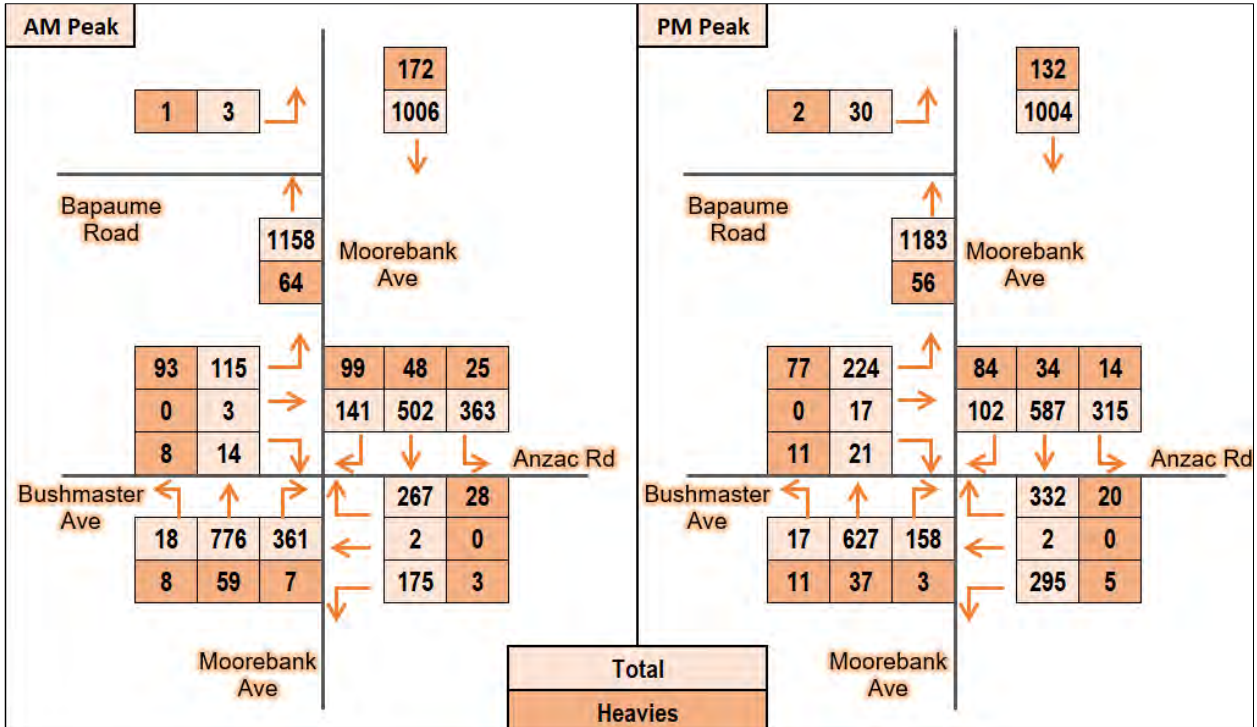 AM Peak
172
1 3
1006
Bapaume
Road
1158
64
Moorebank
Ave
93 115
0 3
8 14
99 48 25
141 502 363
Anzac Rd
Bushmaster
Ave
18 776 361
8 59 7
267 28
2 0
175 3
Moorebank
Ave
PM Peak
132
2 30
1004
Bapaume
Road
1183
56
Moorebank
Ave
77 224
0 17
11 21
84 34 14
102 587 315
Anzac Rd
Bushmaster
Ave
17 627 158
11 37 3
332 20
2 0
295 5
Moorebank
Ave
Total
Heavies